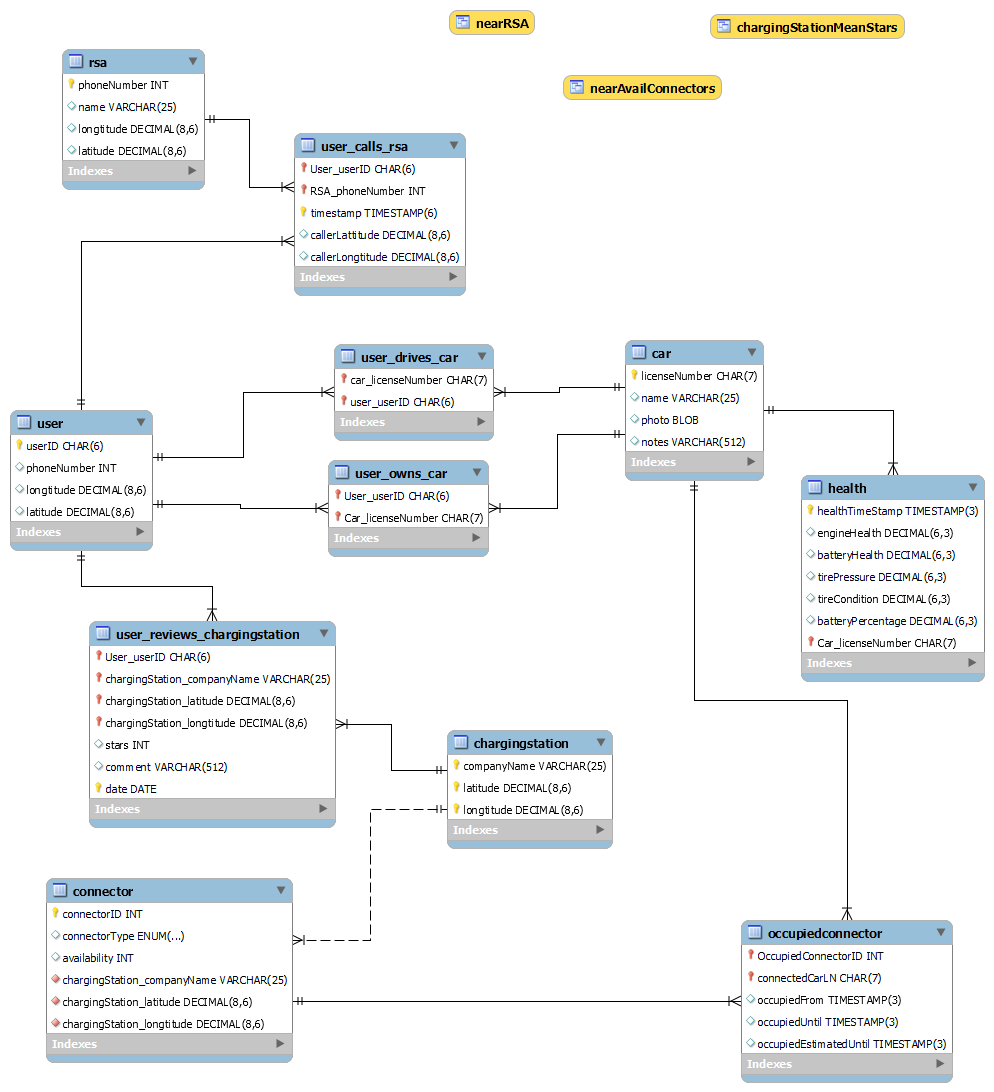 nearRSA
chargingStationMeanStars
nearAvailConnectors
rsa
phoneNumber INT
name VARCHAR(25)
longtitude DECIMAL(8,6)
latitude DECIMAL(8,6)
Indexes
user_calls_rsa
User_userID CHAR(6)
RSA_phoneNumber INT
timestamp TIMESTAMP(6)
callerLattitude DECIMAL(8,6)
callerLongtitude DECIMAL(8,6)
Indexes
user_drives_car
car_licenseNumber CHAR(7)
user_userID CHAR(6)
Indexes
car
licenseNumber CHAR(7)
name VARCHAR(25)
photo BLOB
notes VARCHAR(512)
Indexes
user
userID CHAR(6)
phoneNumber INT
longtitude DECIMAL(8,6)
latitude DECIMAL(8,6)
Indexes
user_owns_car
User_userID CHAR(6)
Car_licenseNumber CHAR(7)
Indexes
health
healthTimeStamp TIMESTAMP(3)
engineHealth DECIMAL(6,3)
batteryHealth DECIMAL(6,3)
tirePressure DECIMAL(6,3)
tireCondition DECIMAL(6,3)
batteryPercentage DECIMAL(6,3)
Car_licenseNumber CHAR(7)
Indexes
user_reviews_chargingstation
User_userID CHAR(6)
chargingStation_companyName VARCHAR(25)
chargingStation_latitude DECIMAL(8,6)
chargingStation_longtitude DECIMAL(8,6)
stars INT
comment VARCHAR(512)
date DATE
Indexes
chargingstation
companyName VARCHAR(25)
latitude DECIMAL(8,6)
longtitude DECIMAL(8,6)
Indexes
connector
connectorID INT
connectorType ENUM(...)
availability INT
chargingStation_companyName VARCHAR(25)
chargingStation_latitude DECIMAL(8,6)
chargingStation_longtitude DECIMAL(8,6)
Indexes
occupiedconnector
OccupiedConnectorID INT
connectedCarLN CHAR(7)
occupiedFrom TIMESTAMP(3)
occupiedUntil TIMESTAMP(3)
occupiedEstimatedUntil TIMESTAMP(3)
Indexes